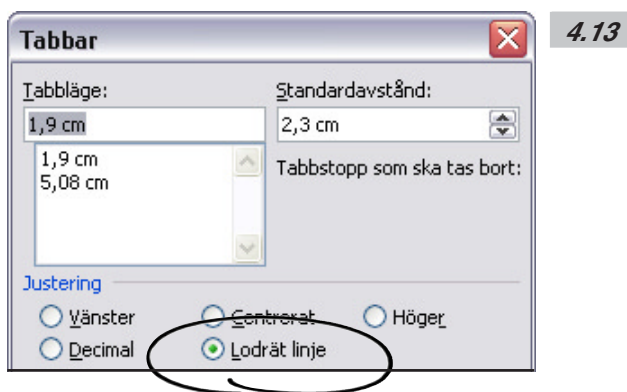 Tabbar
4.13
Tabbläge:
Standardavstånd:
1,9 cm
2,3 cm
1,9 cm
5,08 cm
Tabbstopp som ska tas bort:
Justering
Vänster
Centrerat
Höger
Decimal
Lodrät linje